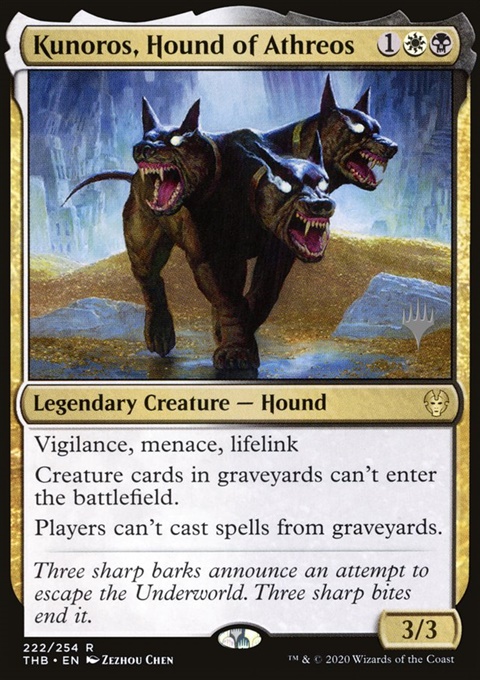 Kunoros, Hound of Athreos 1
Legendary Creature — Hound
Vigilance, menace, lifelink
Creature cards in graveyards can't enter
the battlefield.
Players can't cast spells from graveyards.
Three sharp barks announce an attempt to
escape the Underworld. Three sharp bites
end it.
3/3
222/254 R
THB • EN Zezhou Chen
™ & © 2020 Wizards of the Coast